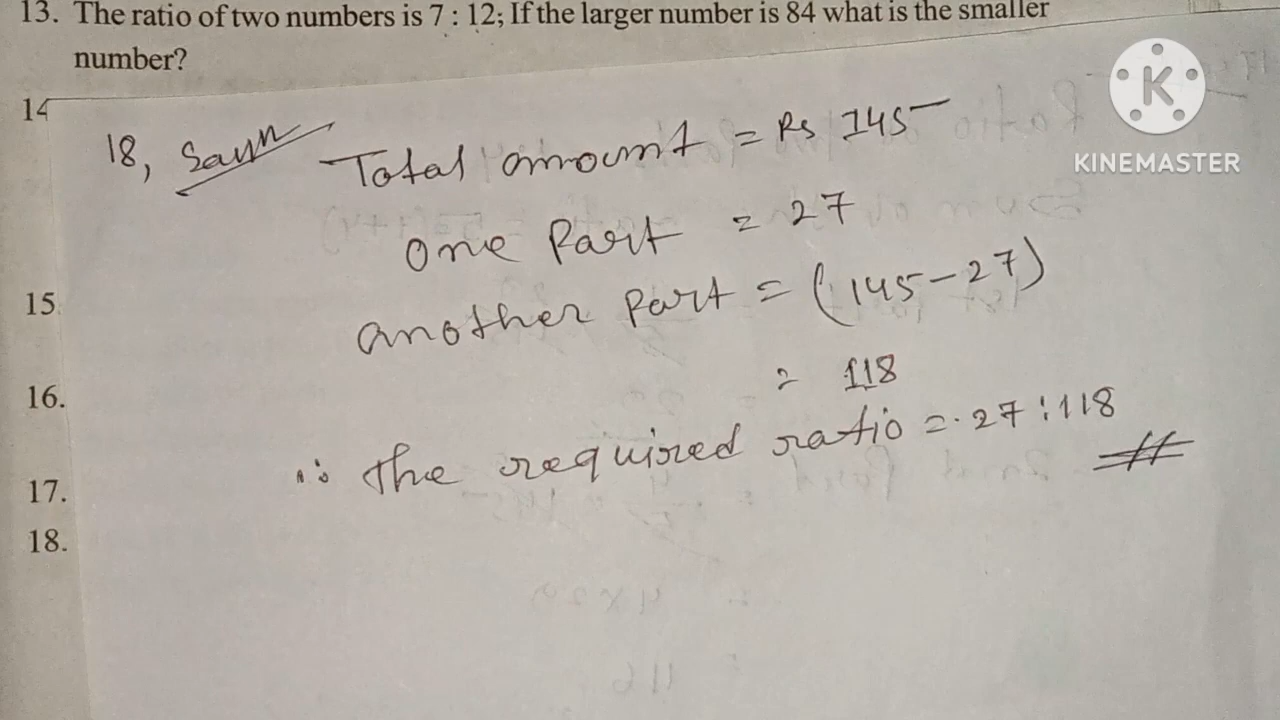 13. The ratio of two numbers is 7 : 12; If the larger number is 84 what is the smaller
number?
14
KINEMASTER
18, Total amount = Rs 145
One Part = 27
15.
another Part = (145-27)
= 118
16.
∴ the required ratio = 27:118
17.
18.